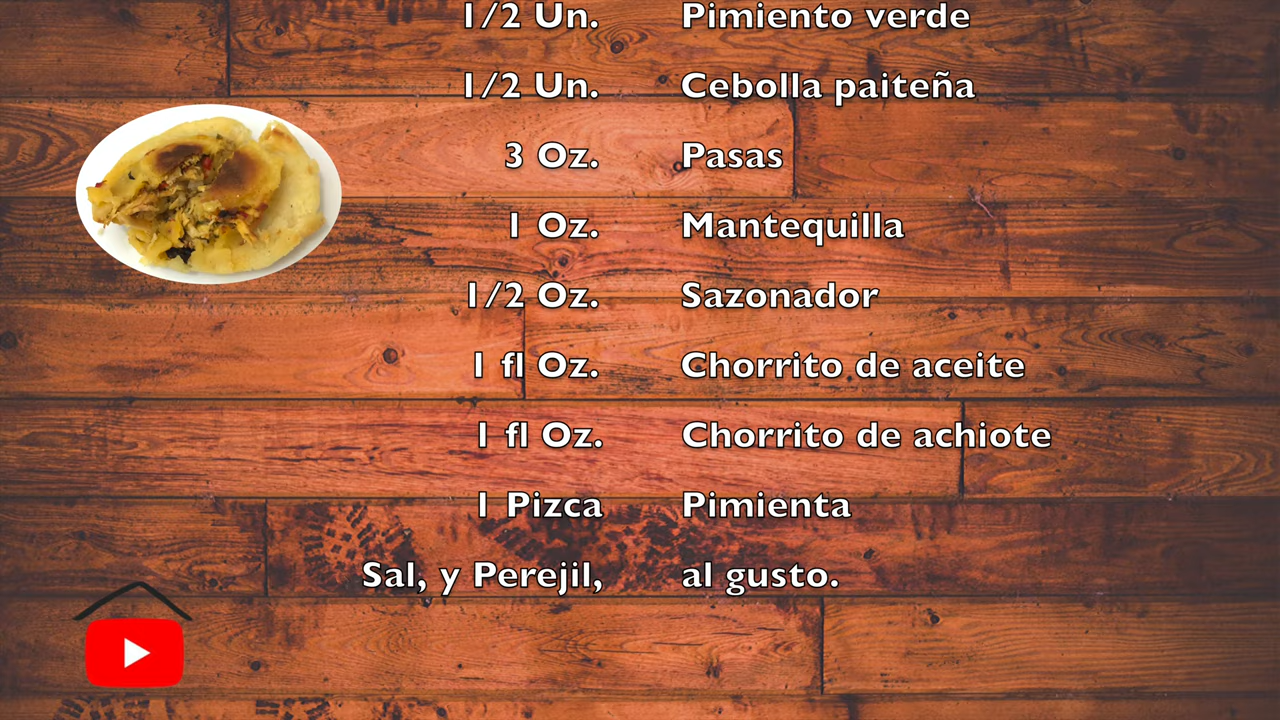 1/2 Un. Pimiento verde
1/2 Un. Cebolla paiteña
3 Oz. Pasas
1 Oz. Mantequilla
1/2 Oz. Sazonador
1 fl Oz. Chorrito de aceite
1 fl Oz. Chorrito de achiote
1 Pizca Pimienta
Sal, y Perejil, al gusto.